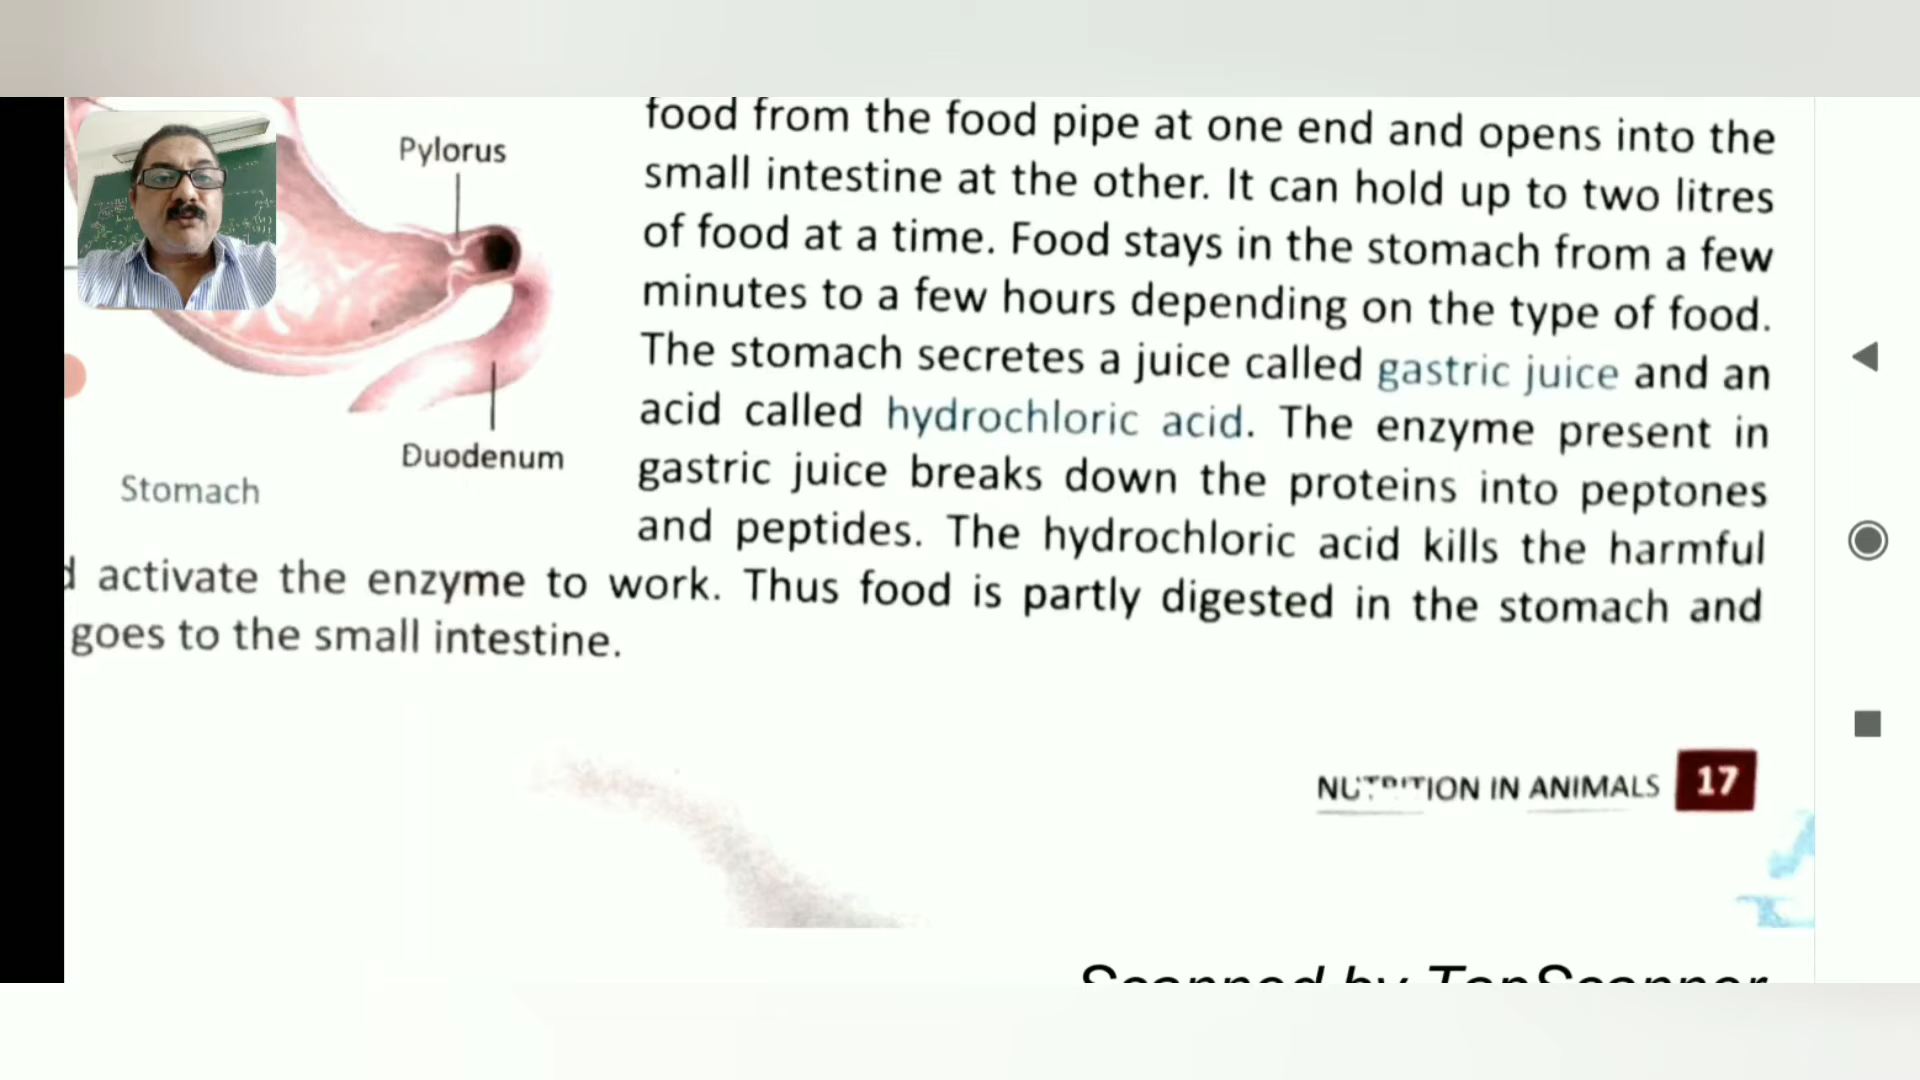 Pylorus
Duodenum
Stomach
food from the food pipe at one end and opens into the
small intestine at the other. It can hold up to two litres
of food at a time. Food stays in the stomach from a few
minutes to a few hours depending on the type of food.
The stomach secretes a juice called gastric juice and an
acid called hydrochloric acid. The enzyme present in
gastric juice breaks down the proteins into peptones
and peptides. The hydrochloric acid kills the harmful
activate the enzyme to work. Thus food is partly digested in the stomach and
goes to the small intestine.
NUTRITION IN ANIMALS 17
Scanned by TapScanner